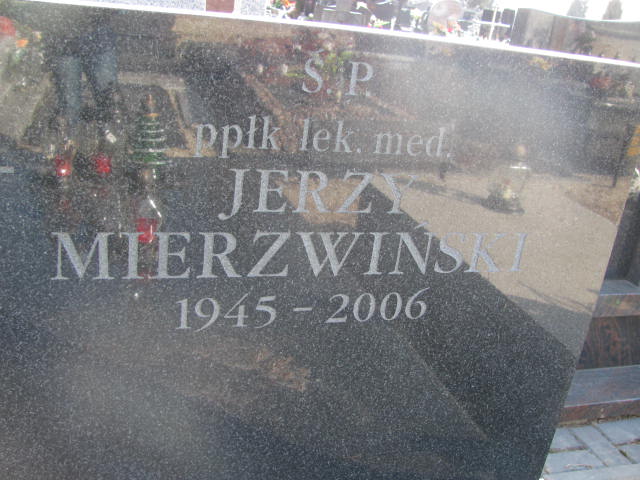 Ś. P.
ppłk lek. med.
JERZY
MIERZWIŃSKI
1945 - 2006